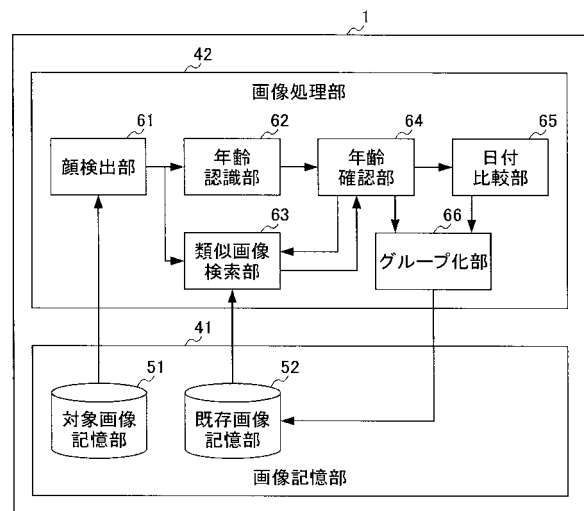 1
42
画像処理部
61
顔検出部
62
年齢
認識部
64
年齢
確認部
65
日付
比較部
63
類似画像
検索部
66
グループ化部
41
51
対象画像
記憶部
52
既存画像
記憶部
画像記憶部